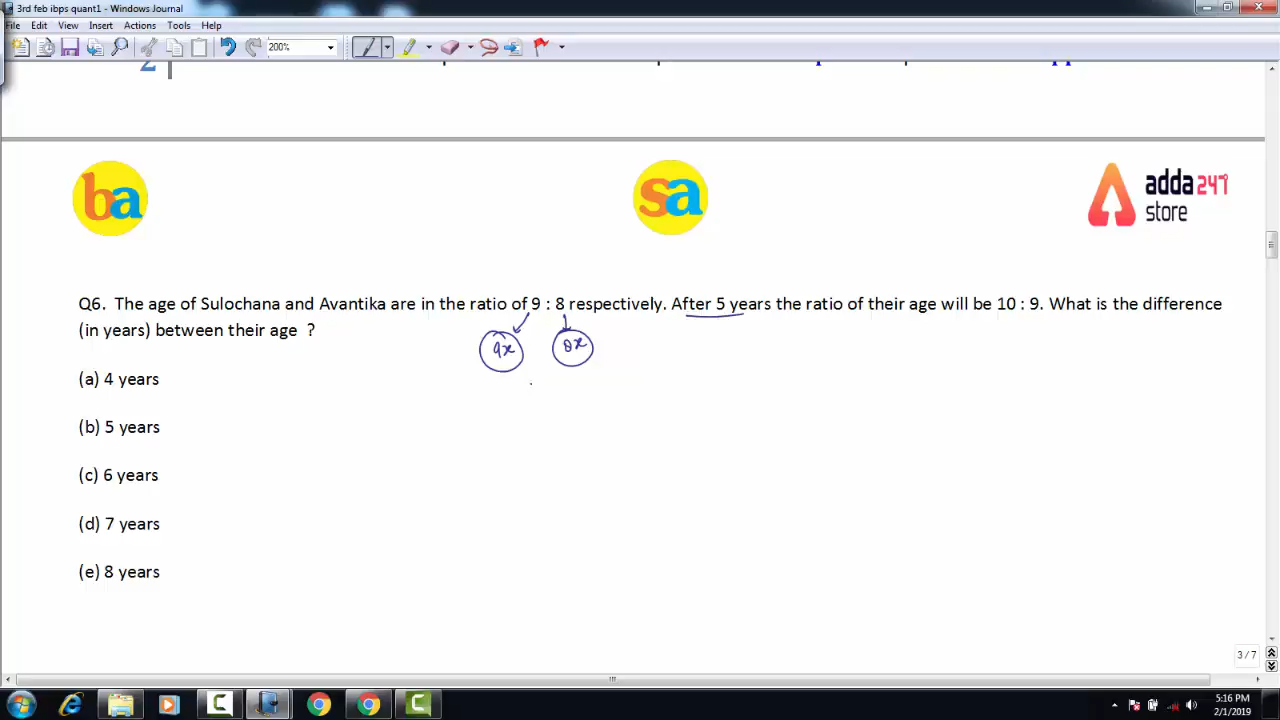 3rd feb ibps quant1 - Windows Journal
File Edit View Insert Actions Tools Help
200%
2
ba
sa
adda 247
store
Q6. The age of Sulochana and Avantika are in the ratio of 9 : 8 respectively. After 5 years the ratio of their age will be 10 : 9. What is the difference
(in years) between their age ?
9x 8x
(a) 4 years
(b) 5 years
(c) 6 years
(d) 7 years
(e) 8 years
3 / 7
5:16 PM
2/1/2019